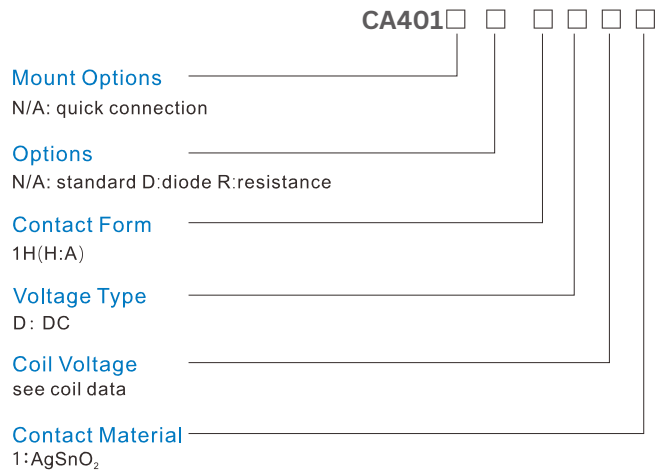 CA401□ □ □ □ □ □
Mount Options
N/A: quick connection
Options
N/A: standard D:diode R:resistance
Contact Form
1H(H:A)
Voltage Type
D: DC
Coil Voltage
see coil data
Contact Material
1:AgSnO₂